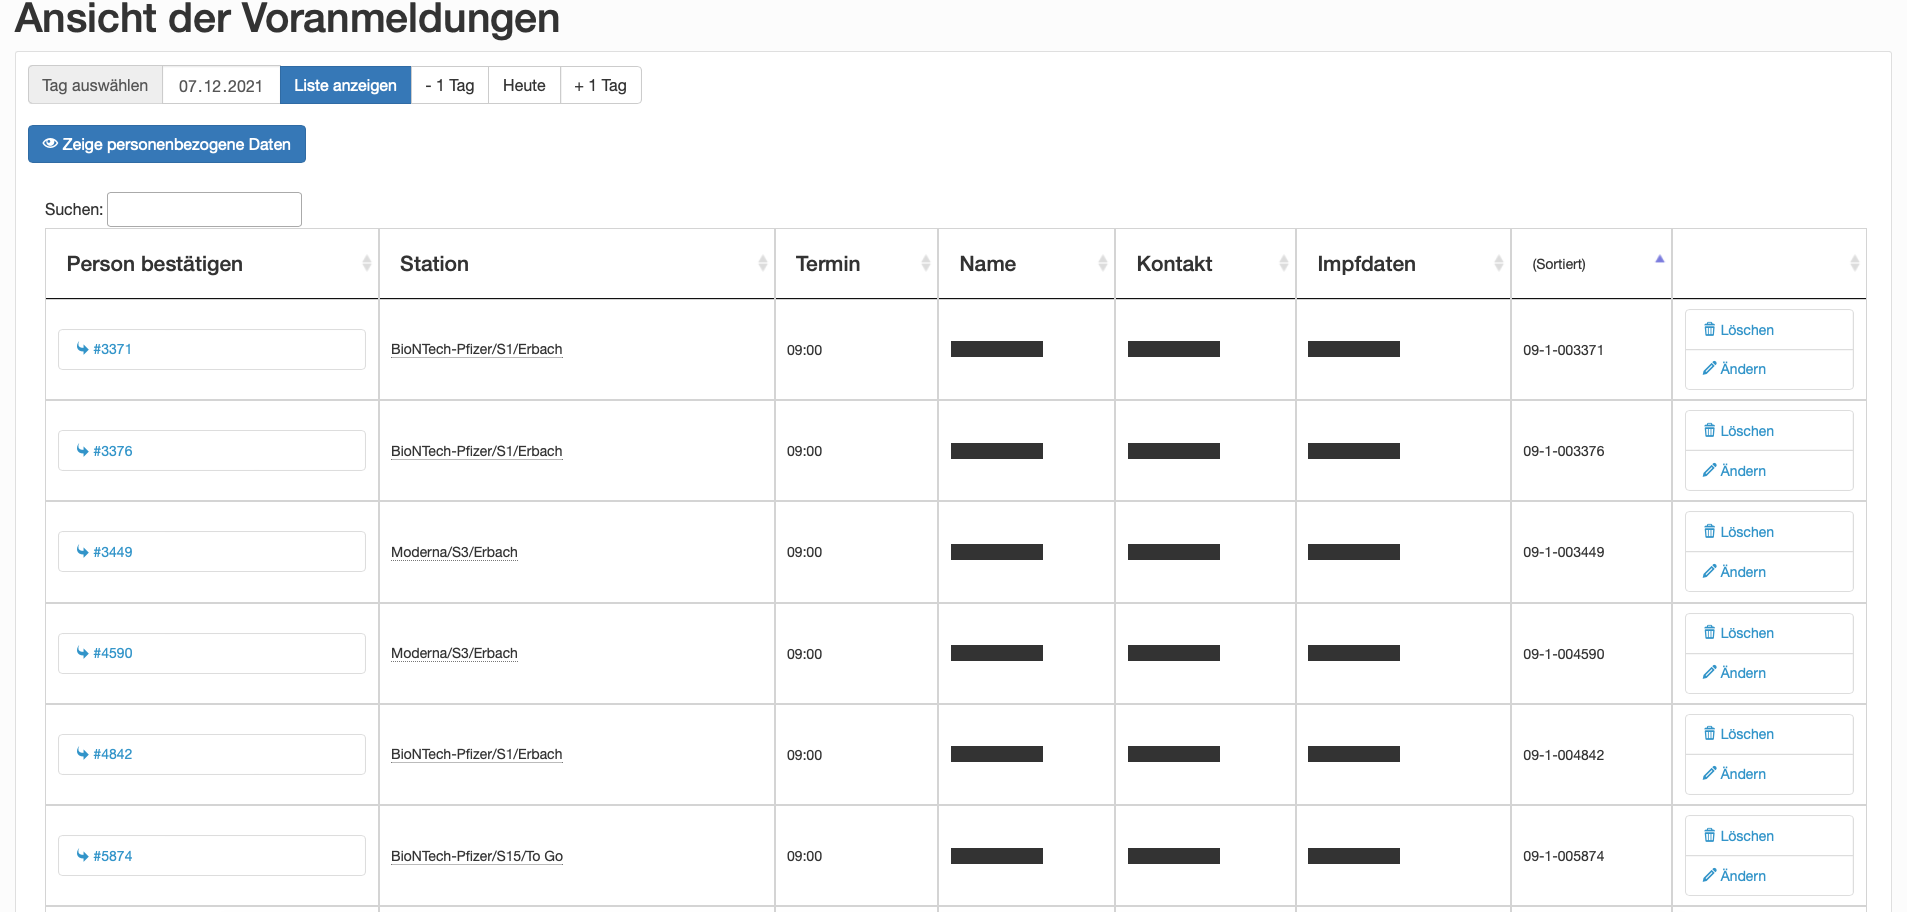 Ansicht der Voranmeldungen
Tag auswählen 07.12.2021 Liste anzeigen - 1 Tag Heute + 1 Tag
Zeige personenbezogene Daten
Suchen:
Person bestätigen Station Termin Name Kontakt Impfdaten (Sortiert)
#3371 BioNTech-Pfizer/S1/Erbach 09:00 09-1-003371 Löschen
Ändern
#3376 BioNTech-Pfizer/S1/Erbach 09:00 09-1-003376 Löschen
Ändern
#3449 Moderna/S3/Erbach 09:00 09-1-003449 Löschen
Ändern
#4590 Moderna/S3/Erbach 09:00 09-1-004590 Löschen
Ändern
#4842 BioNTech-Pfizer/S1/Erbach 09:00 09-1-004842 Löschen
Ändern
#5874 BioNTech-Pfizer/S15/To Go 09:00 09-1-005874 Löschen
Ändern